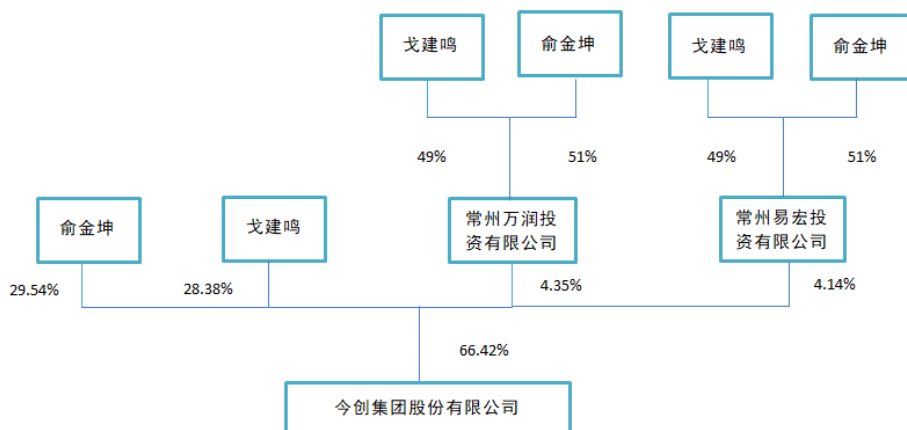 戈建鸣
俞金坤
戈建鸣
俞金坤
49%
51%
49%
51%
俞金坤
戈建鸣
常州万润投
资有限公司
常州易宏投
资有限公司
29.54%
28.38%
4.35%
4.14%
66.42%
今创集团股份有限公司